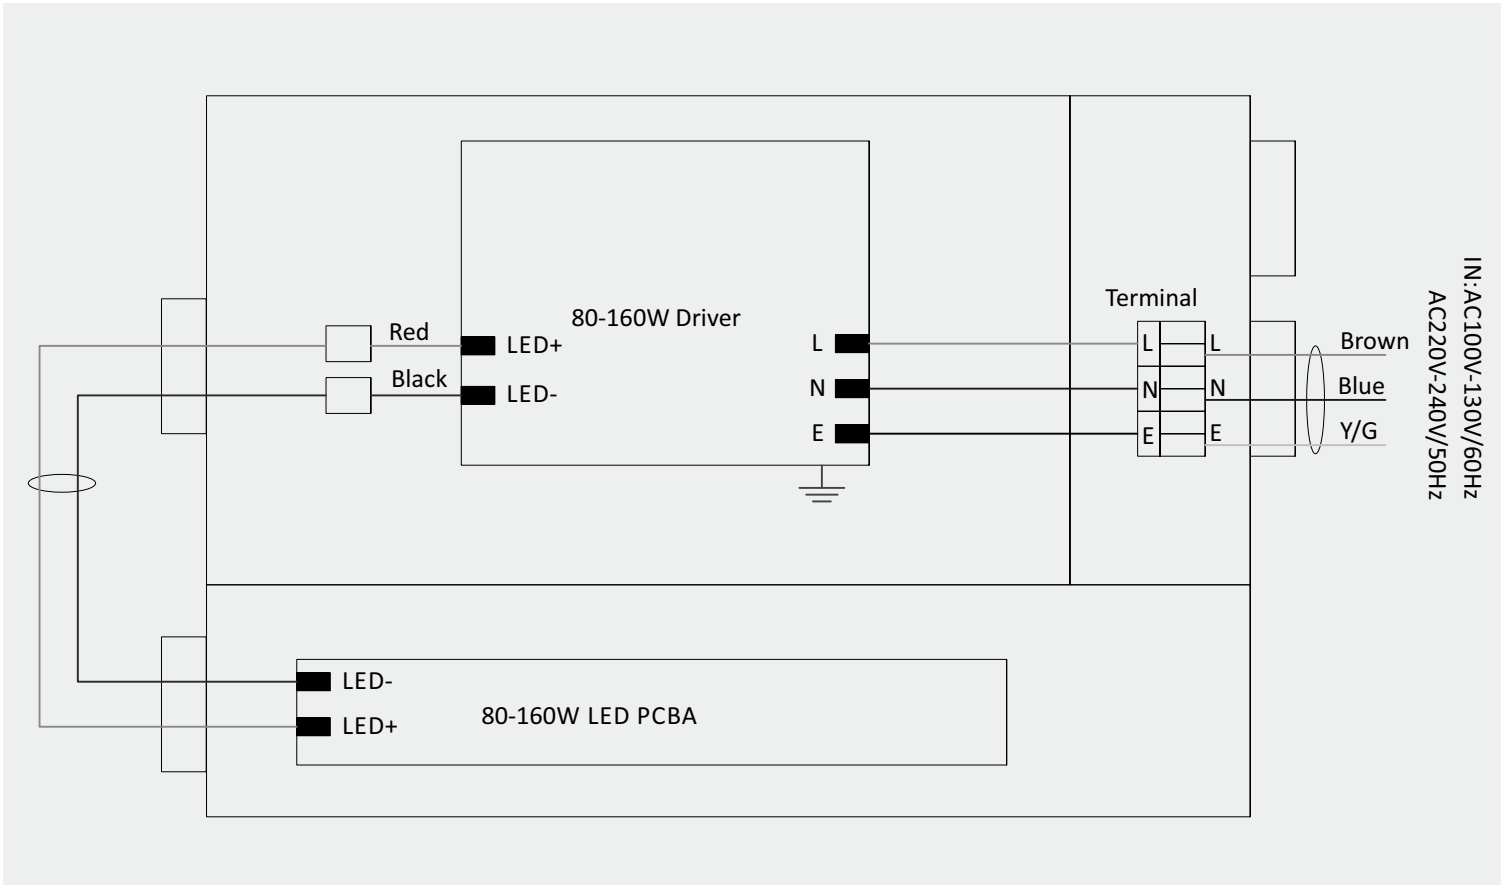 80-160W Driver
Red
LED+
Black
LED-
L
N
E
Terminal
L
L
N
N
E
E
Brown
Blue
Y/G
IN:AC100V-130V/60Hz
AC220V-240V/50Hz
LED-
LED+
80-160W LED PCBA